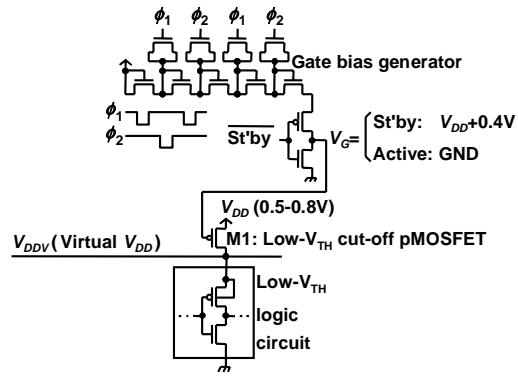 ϕ1 ϕ2 ϕ1 ϕ2
Gate bias generator
ϕ1
ϕ2
St'by
VG=
St'by: VDD+0.4V
Active: GND
VDD (0.5-0.8V)
M1: Low-VTH cut-off pMOSFET
VDDV (Virtual VDD)
Low-VTH
logic
circuit